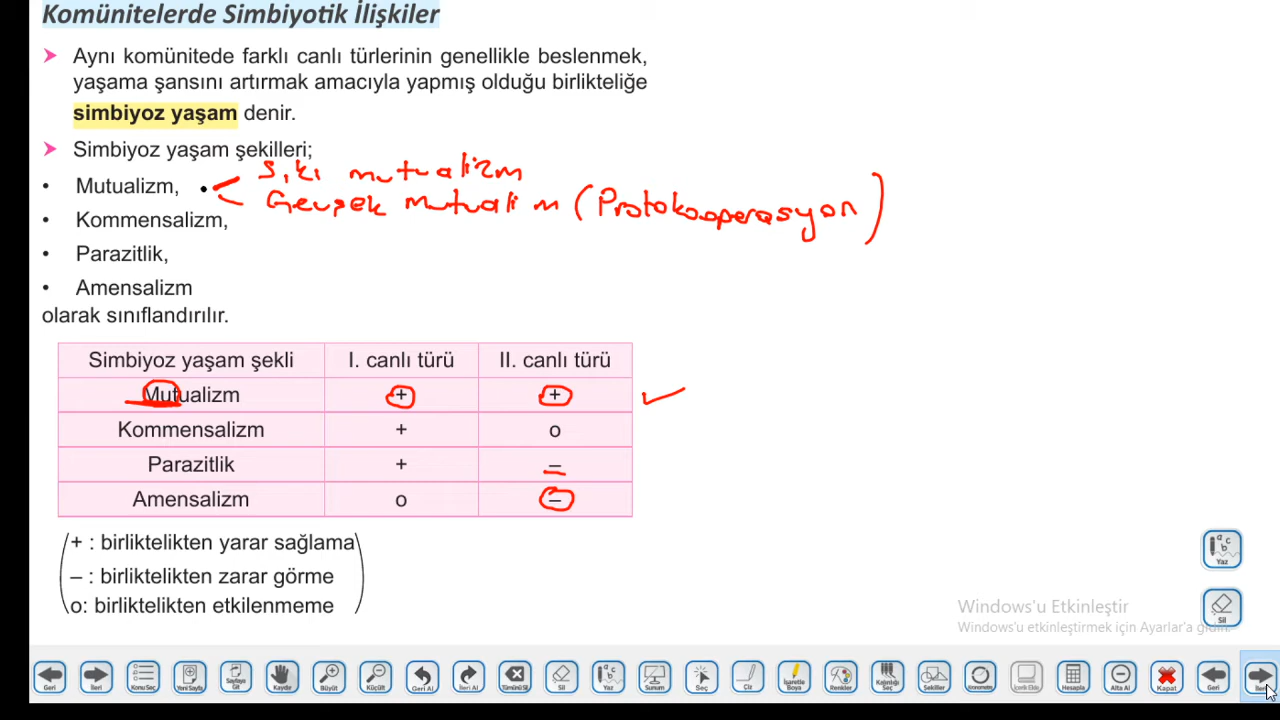 Komünitelerde Simbiyotik İlişkiler
➤ Aynı komünitede farklı canlı türlerinin genellikle beslenmek,
yaşama şansını artırmak amacıyla yapmış olduğu birlikteliğe
simbiyoz yaşam denir.
➤ Simbiyoz yaşam şekilleri;
sıkı mutualizm
• Mutualizm,
Gevşek mutualim (Protokooperasyon)
• Kommensalizm,
• Parazitlik,
• Amensalizm
olarak sınıflandırılır.
Simbiyoz yaşam şekli I. canlı türü II. canlı türü
Mutualizm + +
Kommensalizm + o
Parazitlik + –
Amensalizm o –
+ : birliktelikten yarar sağlama
– : birliktelikten zarar görme
o: birliktelikten etkilenmeme
a b c
Yaz
Windows'u Etkinleştir
Windows'u etkinleştirmek için Ayarlar'a gidin.
Sil
Geri İleri Konu Seç Yeni Sayfa Sayfaya Git Kaydır Büyüt Küçült Geri Al İleri Al Tümünü Sil Sil Yaz Sunum Seç Çiz İşaretle Boya Renkler Kalınlığı Seç Şekiller Kronometre İçerik Ekle Hesapla Alta Al Kapat Geri İleri